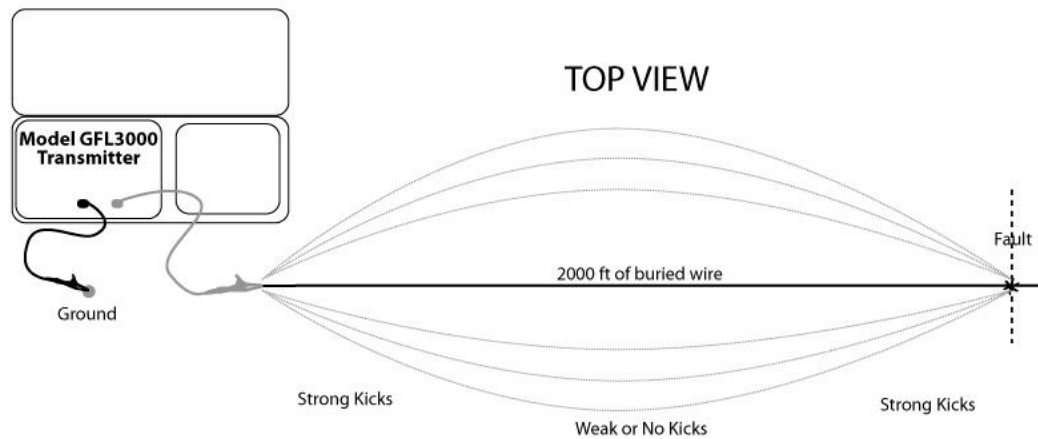 TOP VIEW
Model GFL3000
Transmitter
Fault
2000 ft of buried wire
Ground
Strong Kicks
Strong Kicks
Weak or No Kicks